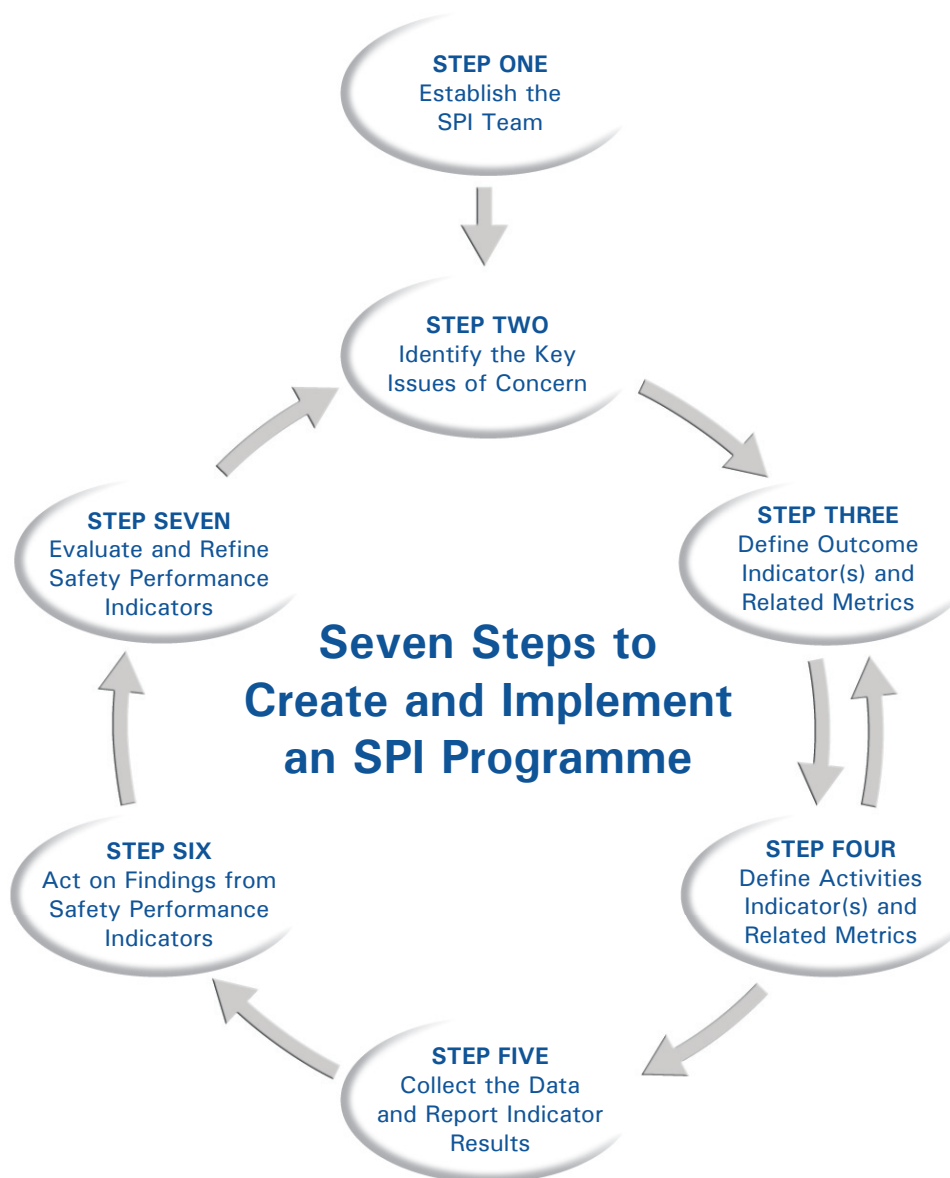 STEP ONE
Establish the
SPI Team
STEP TWO
Identify the Key
Issues of Concern
STEP THREE
Define Outcome
Indicator(s) and
Related Metrics
STEP FOUR
Define Activities
Indicator(s) and
Related Metrics
STEP FIVE
Collect the Data
and Report Indicator
Results
STEP SIX
Act on Findings from
Safety Performance
Indicators
STEP SEVEN
Evaluate and Refine
Safety Performance
Indicators
Seven Steps to
Create and Implement
an SPI Programme